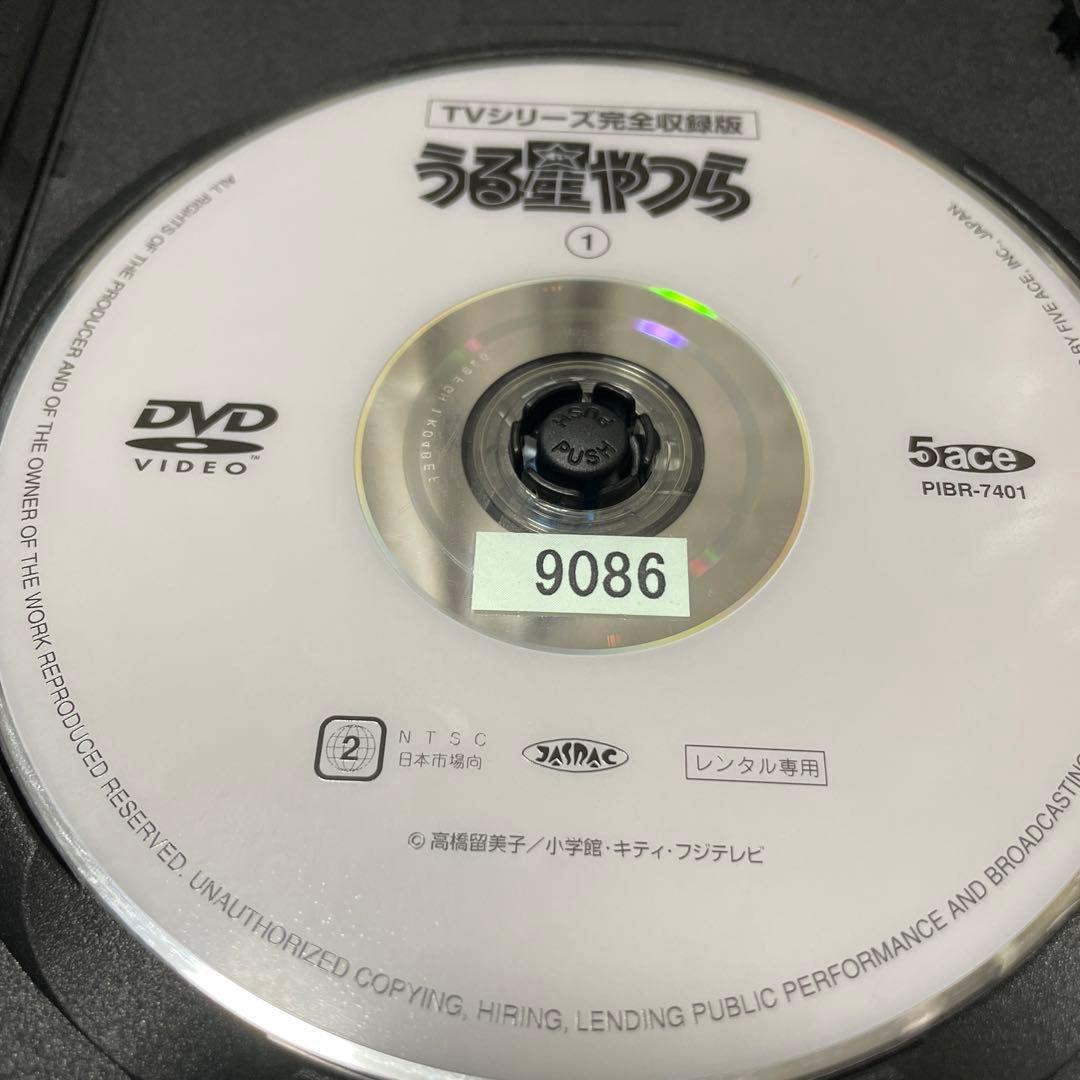 TVシリーズ完全収録版
うる星やつら
1
ALL RIGHTS OF THE PRODUCER AND OF THE OWNER OF THE WORK REPRODUCED RESERVED. UNAUTHORIZED COPYING, HIRING, LENDING PUBLIC PERFORMANCE AND BROADCASTING
BY FIVE ACE, INC., JAPAN.
DVD
VIDEO™
5 ace
PIBR-7401
PUSH
PUSH
9086
2
NTSC
日本市場向
JASRAC
レンタル専用
© 高橋留美子／小学館・キティ・フジテレビ